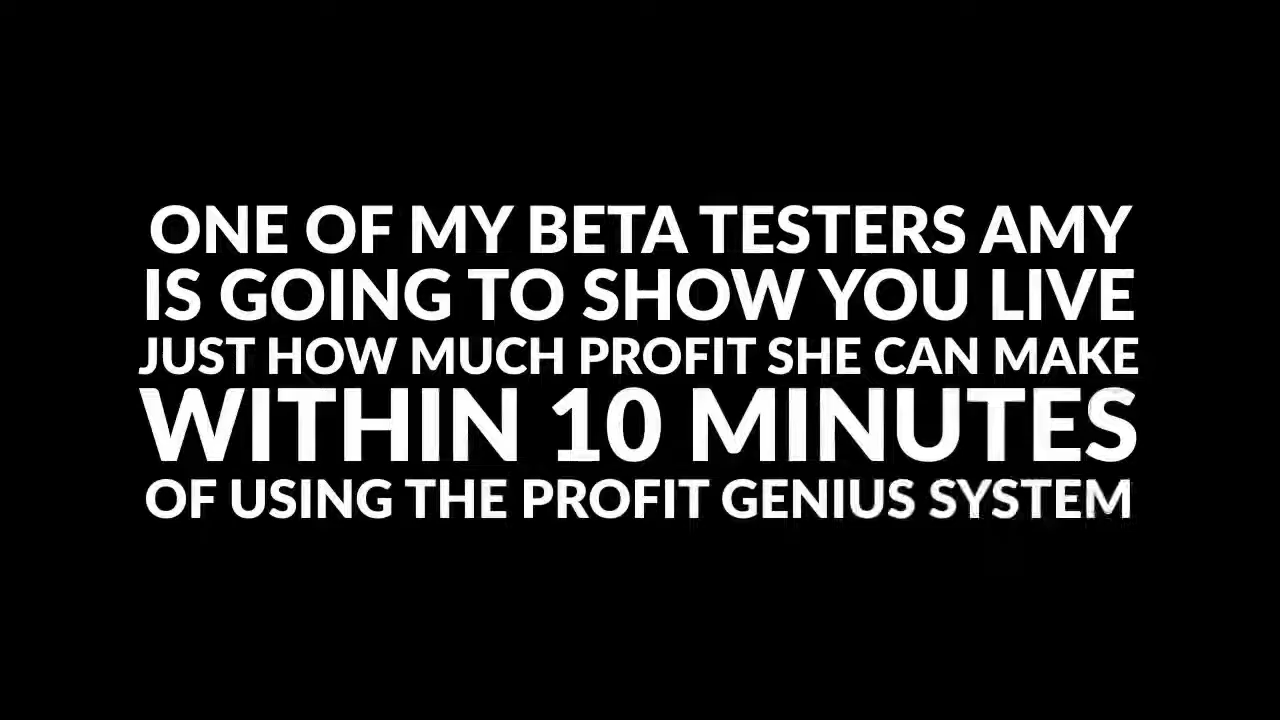 ONE OF MY BETA TESTERS AMY
IS GOING TO SHOW YOU LIVE
JUST HOW MUCH PROFIT SHE CAN MAKE
WITHIN 10 MINUTES
OF USING THE PROFIT GENIUS SYSTEM